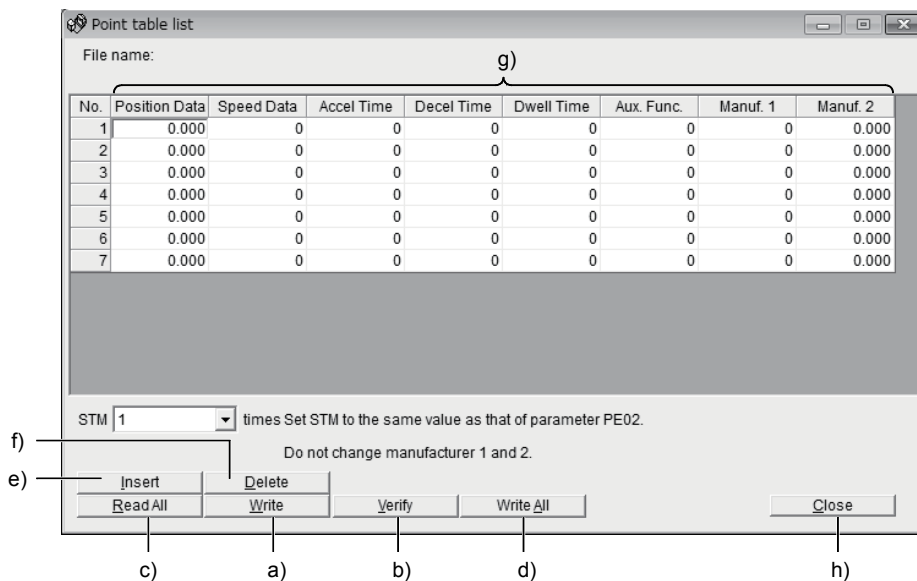 Point table list
File name:
g)
No. Position Data Speed Data Accel Time Decel Time Dwell Time Aux. Func. Manuf. 1 Manuf. 2
1 0.000 0 0 0 0 0 0 0.000
2 0.000 0 0 0 0 0 0 0.000
3 0.000 0 0 0 0 0 0 0.000
4 0.000 0 0 0 0 0 0 0.000
5 0.000 0 0 0 0 0 0 0.000
6 0.000 0 0 0 0 0 0 0.000
7 0.000 0 0 0 0 0 0 0.000
STM 1 times Set STM to the same value as that of parameter PE02.
f)
Do not change manufacturer 1 and 2.
e) Insert Delete
Read All Write Verify Write All Close
c) a) b) d) h)